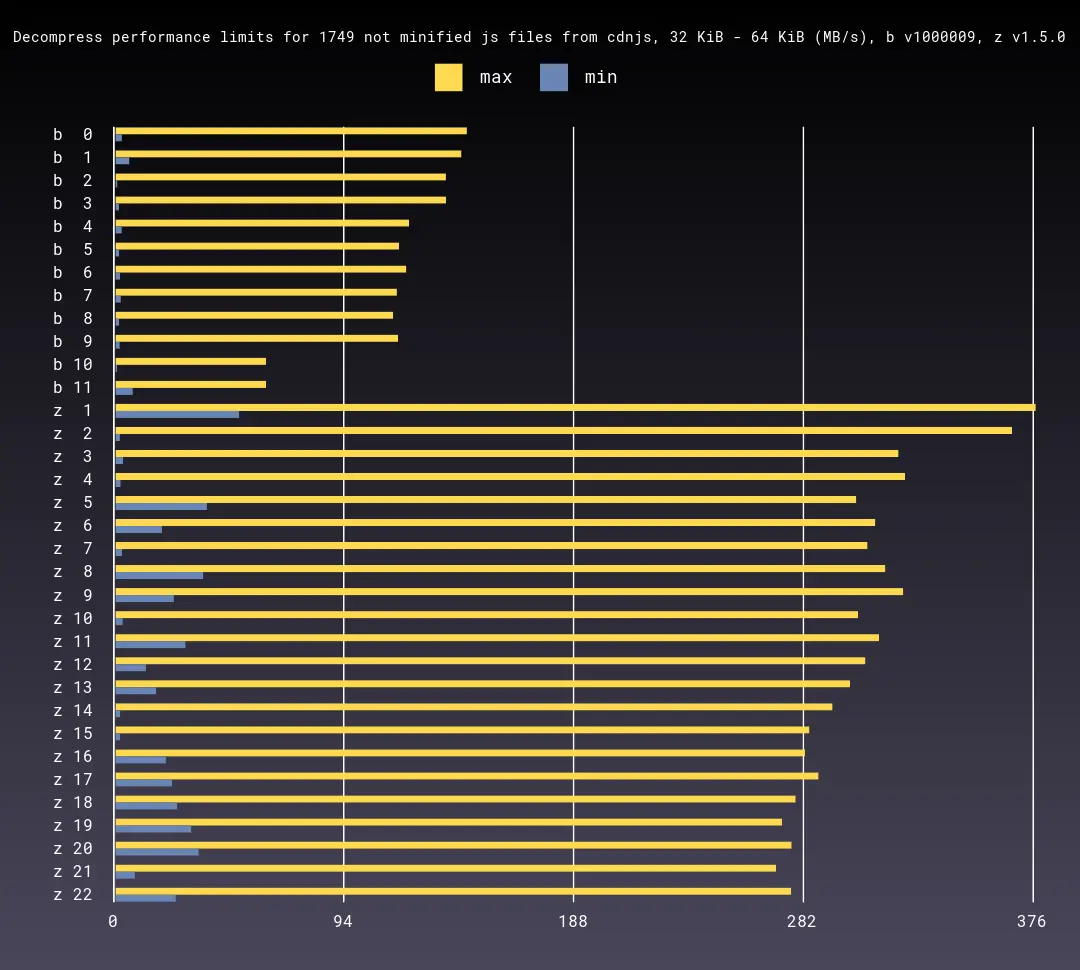 Decompress performance limits for 1749 not minified js files from cdnjs, 32 KiB - 64 KiB (MB/s), b v1000009, z v1.5.0
max min
b 0
b 1
b 2
b 3
b 4
b 5
b 6
b 7
b 8
b 9
b 10
b 11
z 1
z 2
z 3
z 4
z 5
z 6
z 7
z 8
z 9
z 10
z 11
z 12
z 13
z 14
z 15
z 16
z 17
z 18
z 19
z 20
z 21
z 22
0 94 188 282 376